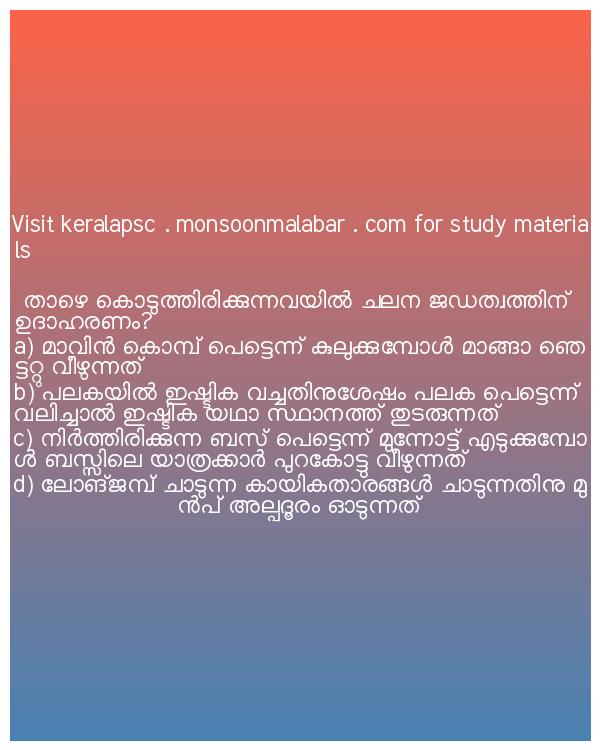 Visit keralapsc . monsoonmalabar . com for study materia
ls
താഴെ കൊടുത്തിരിക്കുന്നവയിൽ ചലന ജഡത്വത്തിന്
ഉദാഹരണം?
a) മാവിൻ കൊമ്പ് പെട്ടെന്ന് കുലുക്കുമ്പോൾ മാങ്ങാ ഞെ
ട്ടറ്റു വീഴുന്നത്
b) പലകയിൽ ഇഷ്ടിക വച്ചതിനുശേഷം പലക പെട്ടെന്ന്
വലിച്ചാൽ ഇഷ്ടിക യഥാ സ്ഥാനത്ത് തുടരുന്നത്
c) നിർത്തിരിക്കുന്ന ബസ് പെട്ടെന്ന് മുന്നോട്ട് എടുക്കുമ്പോ
ൾ ബസ്സിലെ യാത്രക്കാർ പുറകോട്ടു വീഴുന്നത്
d) ലോങ്ജമ്പ് ചാടുന്ന കായികതാരങ്ങൾ ചാടുന്നതിനു മു
ൻപ് അല്പദൂരം ഓടുന്നത്